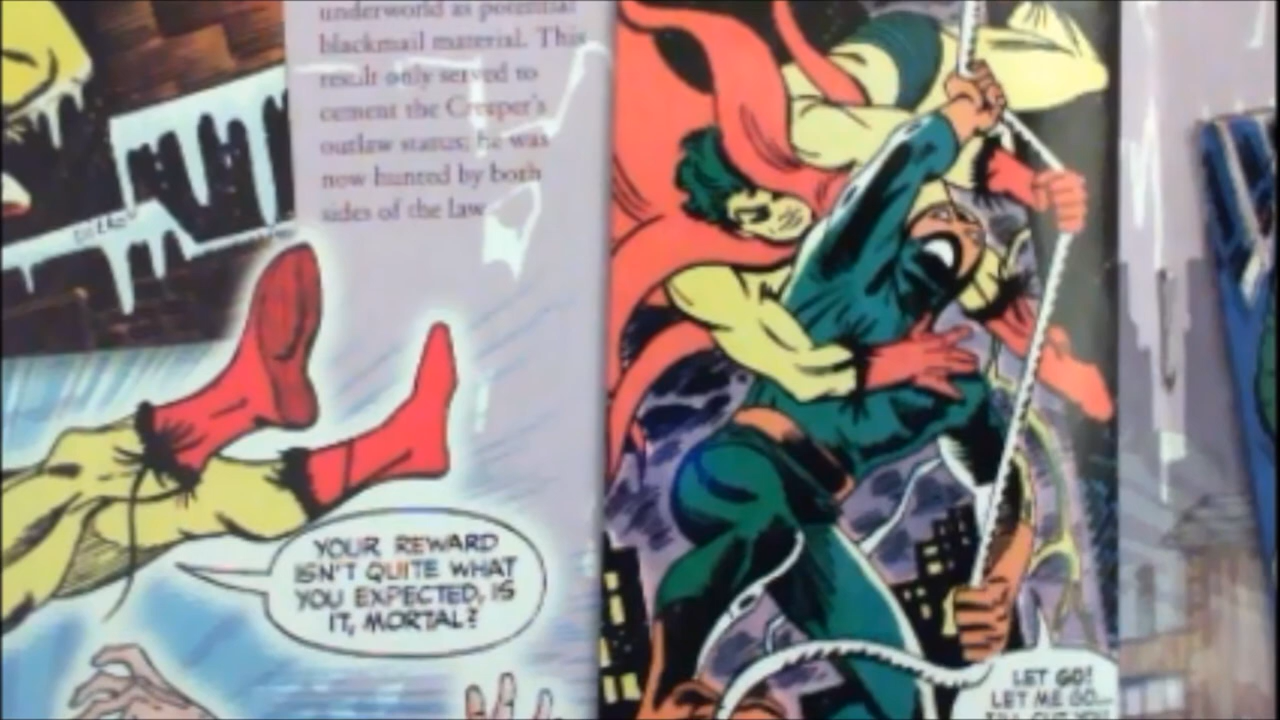 underworld as potential
blackmail material. This
result only served to
cement the Creeper's
outlaw status; he was
now hunted by both
sides of the law.
YOUR REWARD
ISN'T QUITE WHAT
YOU EXPECTED, IS
IT, MORTAL?
LET GO!
LET ME GO...